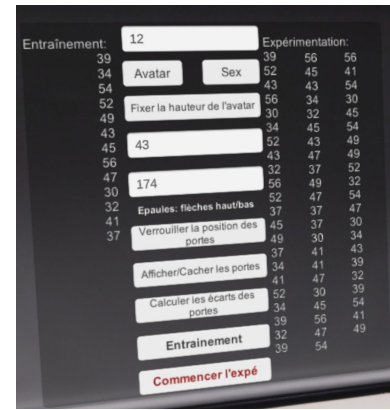 Entraînement:
39
34
54
52
49
43
45
56
47
30
32
41
37
12
Avatar Sex
Fixer la hauteur de l'avatar
43
174
Epaules: flèches haut/bas
Verrouiller la position des
portes
Afficher/Cacher les portes
Calculer les écarts des
portes
Entrainement
Commencer l'expé
Expérimentation:
39 56 56
52 45 41
43 43 54
56 34 30
30 32 45
34 45 54
52 43 49
43 47 49
32 37 52
56 49 32
52 47 54
37 37 47
45 37 30
49 30 34
37 41 43
34 41 39
41 47 32
52 30 39
34 45 54
39 56 41
32 47 49
39 54